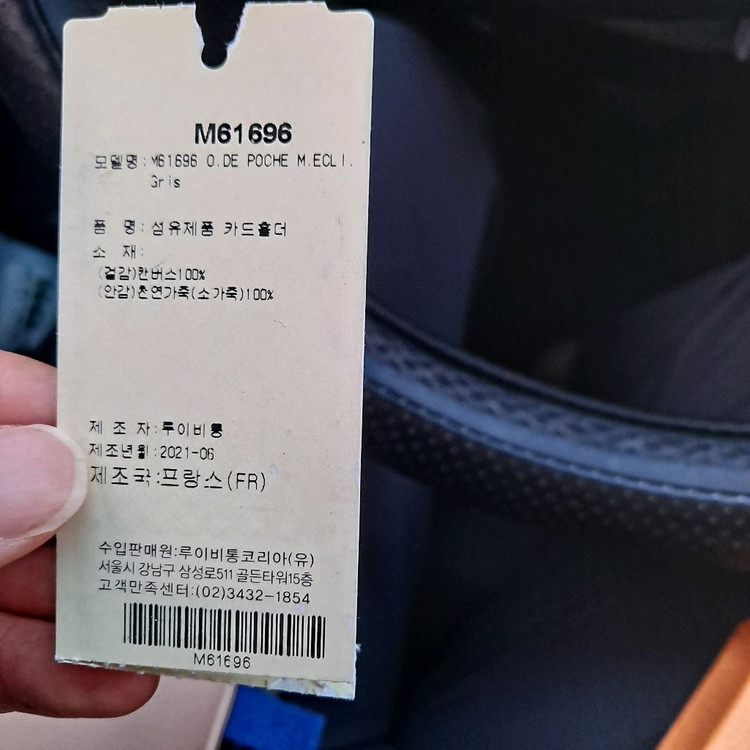 M61696
모델명:M61696 O.DE POCHE M.ECLI.
Gris
품 명:섬유제품 카드홀더
소 재:
(겉감)칸버스100%
(안감)천연가죽(소가죽)100%
제 조 자:루이비통
제조년월:2021-06
제조국:프랑스(FR)
수입판매원:루이비통코리아(유)
서울시 강남구 삼성로511 골든타워15층
고객만족센터:(02)3432-1854
M61696